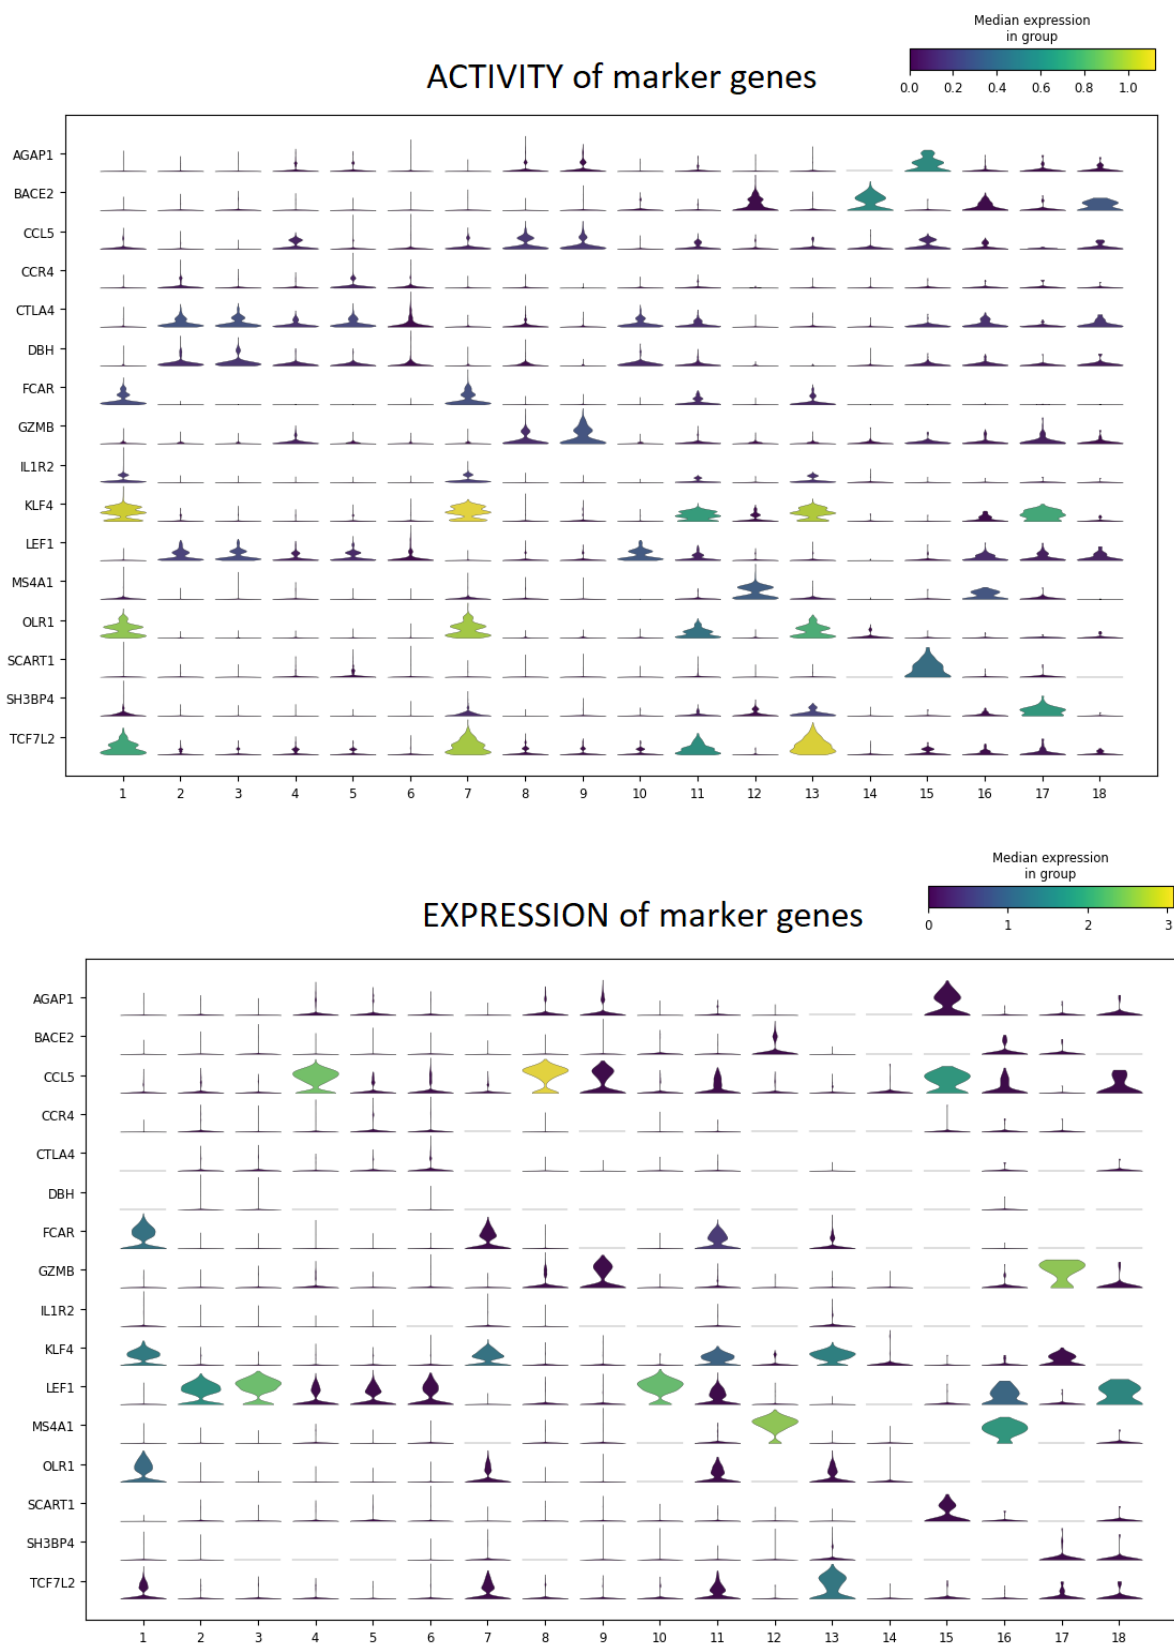 Median expression
in group
ACTIVITY of marker genes
0.0 0.2 0.4 0.6 0.8 1.0
AGAP1
BACE2
CCL5
CCR4
CTLA4
DBH
FCAR
GZMB
IL1R2
KLF4
LEF1
MS4A1
OLR1
SCART1
SH3BP4
TCF7L2
1 2 3 4 5 6 7 8 9 10 11 12 13 14 15 16 17 18
Median expression
in group
EXPRESSION of marker genes
0 1 2 3
AGAP1
BACE2
CCL5
CCR4
CTLA4
DBH
FCAR
GZMB
IL1R2
KLF4
LEF1
MS4A1
OLR1
SCART1
SH3BP4
TCF7L2
1 2 3 4 5 6 7 8 9 10 11 12 13 14 15 16 17 18